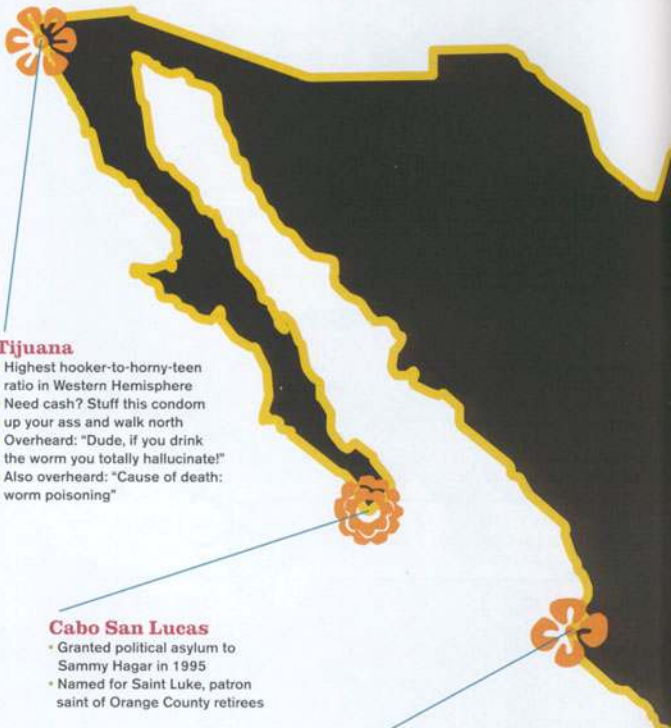 Tijuana
Highest hooker-to-horny-teen
ratio in Western Hemisphere
Need cash? Stuff this condom
up your ass and walk north
Overheard: "Dude, if you drink
the worm you totally hallucinate!"
Also overheard: "Cause of death:
worm poisoning"
Cabo San Lucas
• Granted political asylum to
Sammy Hagar in 1995
• Named for Saint Luke, patron
saint of Orange County retirees